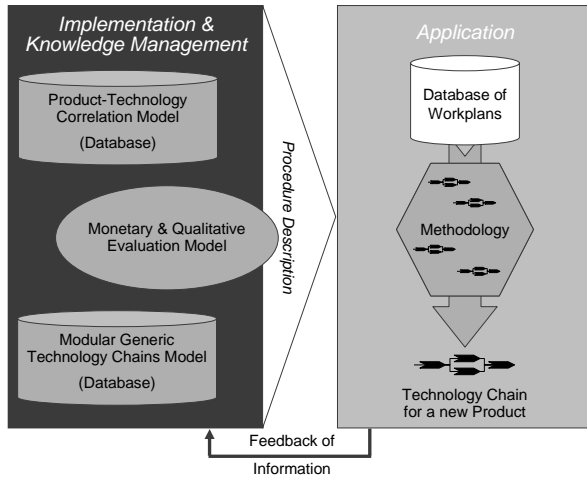 Implementation &
Knowledge Management
Product-Technology
Correlation Model
(Database)
Monetary & Qualitative
Evaluation Model
Modular Generic
Technology Chains Model
(Database)
Procedure Description
Application
Database of
Workplans
Methodology
Technology Chain
for a new Product
Feedback of
Information